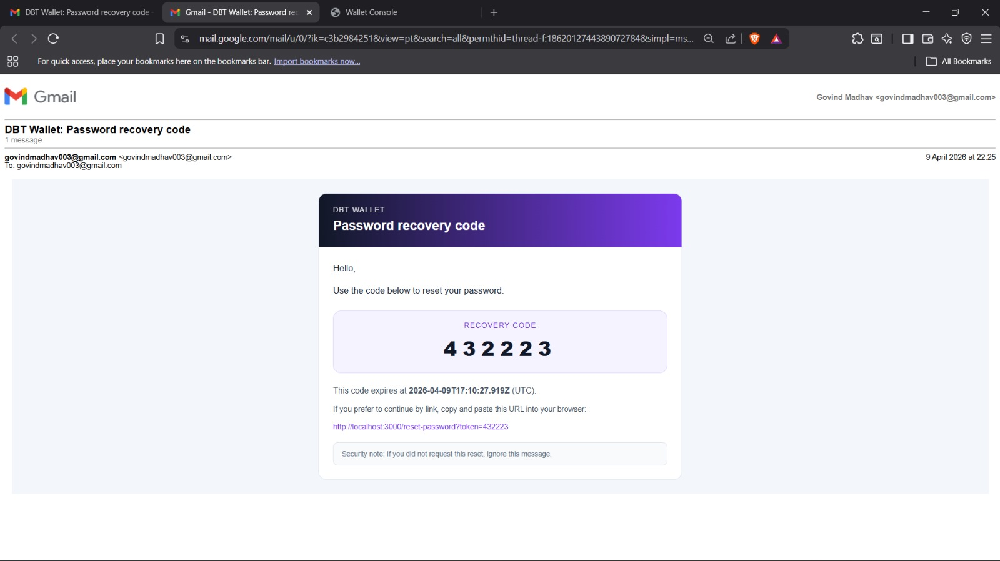 DBT Wallet: Password recovery code
Gmail - DBT Wallet: Password rec
Wallet Console
mail.google.com/mail/u/0/?ik=c3b2984251&view=pt&search=all&permthid=thread-f:1862012744389072784&simpl=ms...
For quick access, place your bookmarks here on the bookmarks bar. Import bookmarks now...
All Bookmarks
Gmail
Govind Madhav <govindmadhav003@gmail.com>
DBT Wallet: Password recovery code
1 message
govindmadhav003@gmail.com <govindmadhav003@gmail.com>
9 April 2026 at 22:25
To: govindmadhav003@gmail.com
DBT WALLET
Password recovery code
Hello,
Use the code below to reset your password.
RECOVERY CODE
432223
This code expires at 2026-04-09T17:10:27.919Z (UTC).
If you prefer to continue by link, copy and paste this URL into your browser:
http://localhost:3000/reset-password?token=432223
Security note: If you did not request this reset, ignore this message.